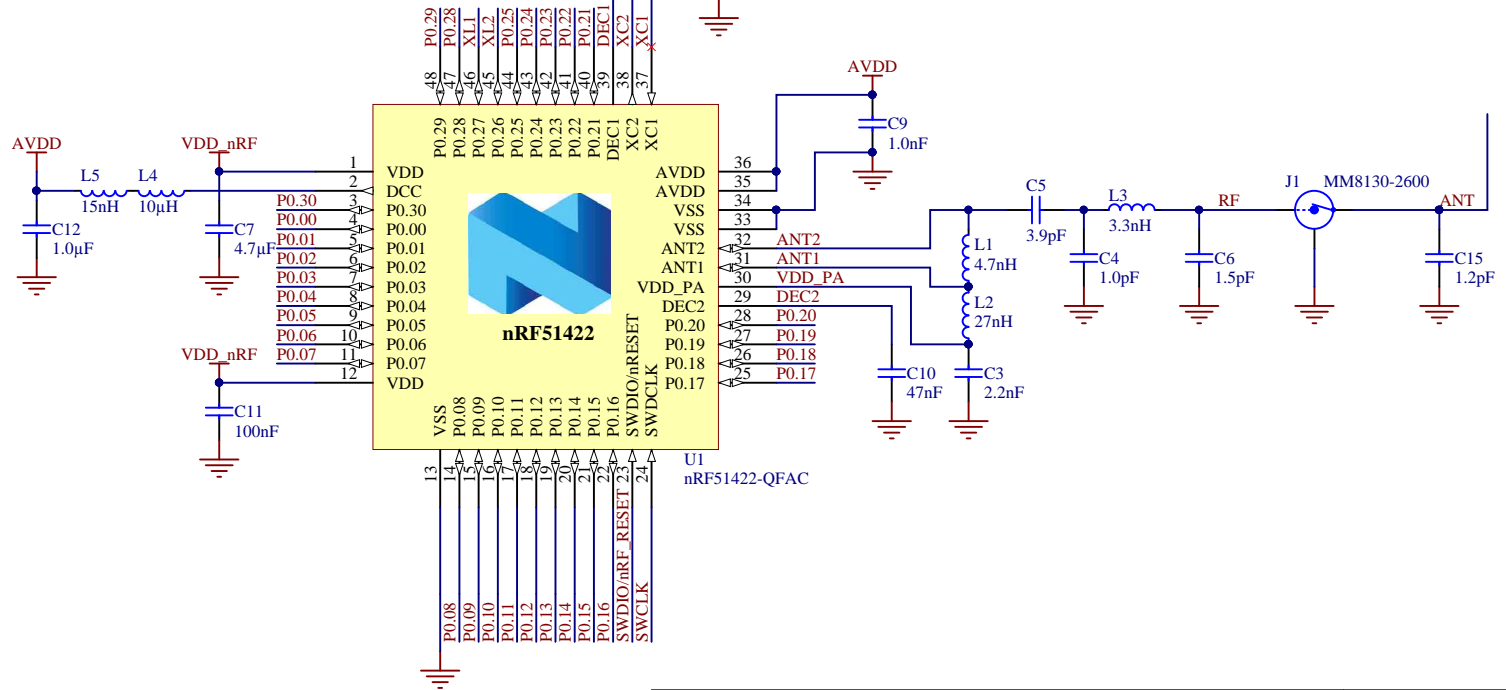 P0.29
P0.28
XL1
XL2
P0.25
P0.24
P0.23
P0.22
P0.21
DEC1
XC2
XC1
48
47
46
45
44
43
42
41
40
39
38
37
P0.29
P0.28
P0.27
P0.26
P0.25
P0.24
P0.23
P0.22
P0.21
DEC1
XC2
XC1
AVDD
L5
15nH
L4
10µH
C12
1.0µF
VDD_nRF
C7
4.7µF
VDD_nRF
C11
100nF
P0.30
P0.00
P0.01
P0.02
P0.03
P0.04
P0.05
P0.06
P0.07
1
2
3
4
5
6
7
8
9
10
11
12
VDD
DCC
P0.30
P0.00
P0.01
P0.02
P0.03
P0.04
P0.05
P0.06
P0.07
VDD
nRF51422
AVDD
AVDD
VSS
VSS
ANT2
ANT1
VDD_PA
DEC2
P0.20
P0.19
P0.18
P0.17
36
35
34
33
32
31
30
29
28
27
26
25
ANT2
ANT1
VDD_PA
DEC2
P0.20
P0.19
P0.18
P0.17
AVDD
C9
1.0nF
L1
4.7nH
L2
27nH
C10
47nF
C3
2.2nF
C5
3.9pF
L3
3.3nH
C4
1.0pF
RF
C6
1.5pF
J1
MM8130-2600
ANT
C15
1.2pF
VSS
P0.08
P0.09
P0.10
P0.11
P0.12
P0.13
P0.14
P0.15
P0.16
SWDIO/nRESET
SWDCLK
13
14
15
16
17
18
19
20
21
22
23
24
U1
nRF51422-QFAC
P0.08
P0.09
P0.10
P0.11
P0.12
P0.13
P0.14
P0.15
P0.16
SWDIO/nRF_RESET
SWCLK